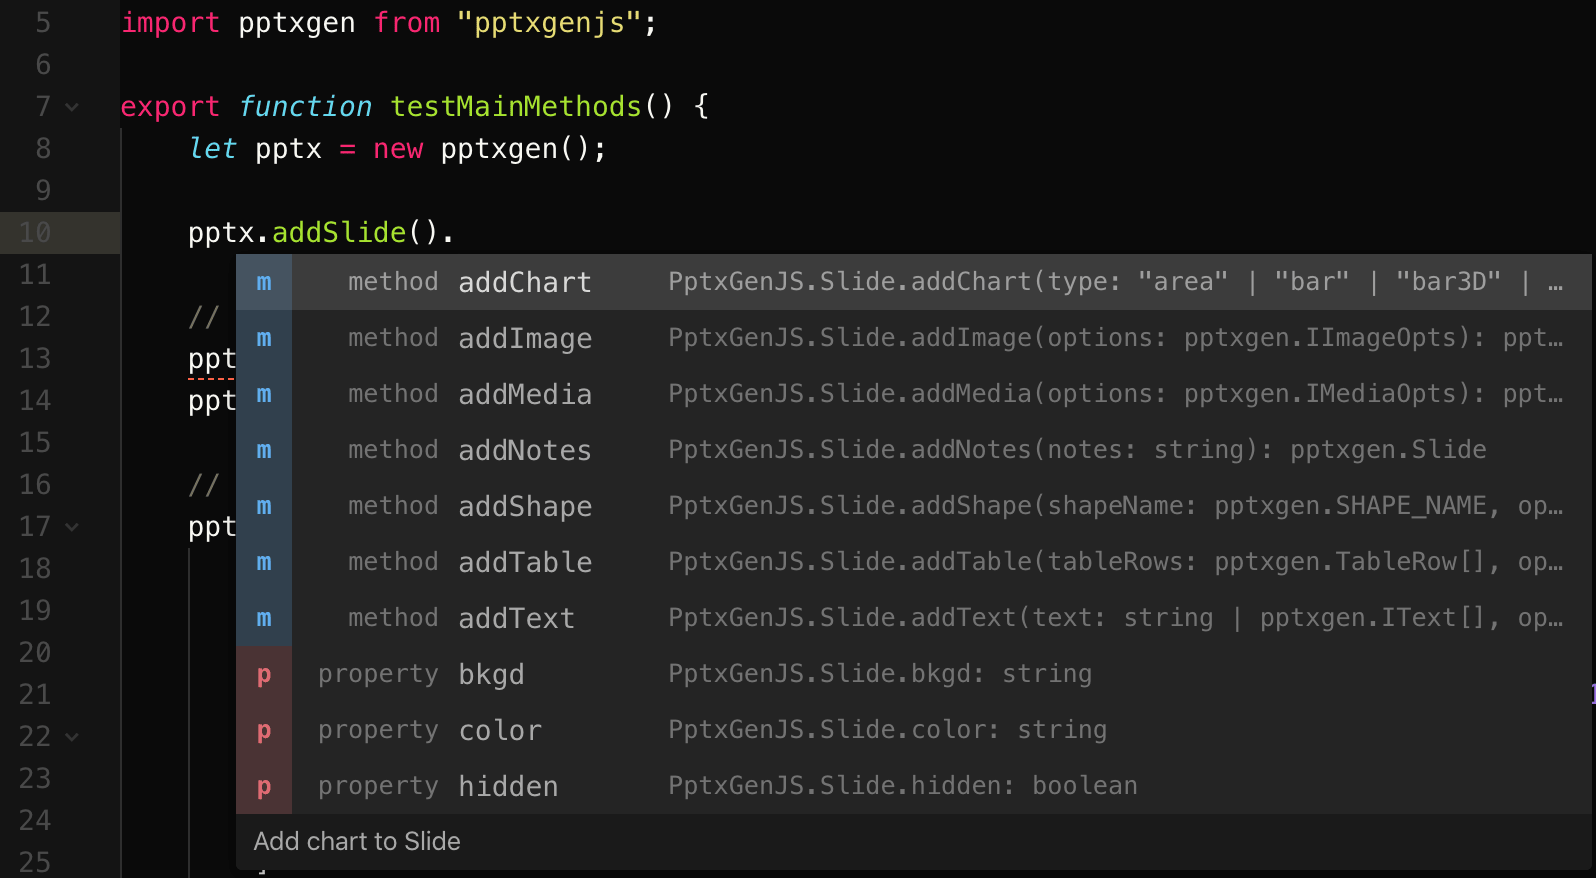 5 import pptxgen from "pptxgenjs";
6
7 export function testMainMethods() {
8 let pptx = new pptxgen();
9
10 pptx.addSlide().
11 m method addChart PptxGenJS.Slide.addChart(type: "area" | "bar" | "bar3D" | …
12 // m method addImage PptxGenJS.Slide.addImage(options: pptxgen.IImageOpts): ppt…
13 ppt
14 ppt m method addMedia PptxGenJS.Slide.addMedia(options: pptxgen.IMediaOpts): ppt…
15 m method addNotes PptxGenJS.Slide.addNotes(notes: string): pptxgen.Slide
16 // m method addShape PptxGenJS.Slide.addShape(shapeName: pptxgen.SHAPE_NAME, op…
17 ppt
18 m method addTable PptxGenJS.Slide.addTable(tableRows: pptxgen.TableRow[], op…
19 m method addText PptxGenJS.Slide.addText(text: string | pptxgen.IText[], op…
20
21 p property bkgd PptxGenJS.Slide.bkgd: string
22 p property color PptxGenJS.Slide.color: string
23 p property hidden PptxGenJS.Slide.hidden: boolean
24 Add chart to Slide
25